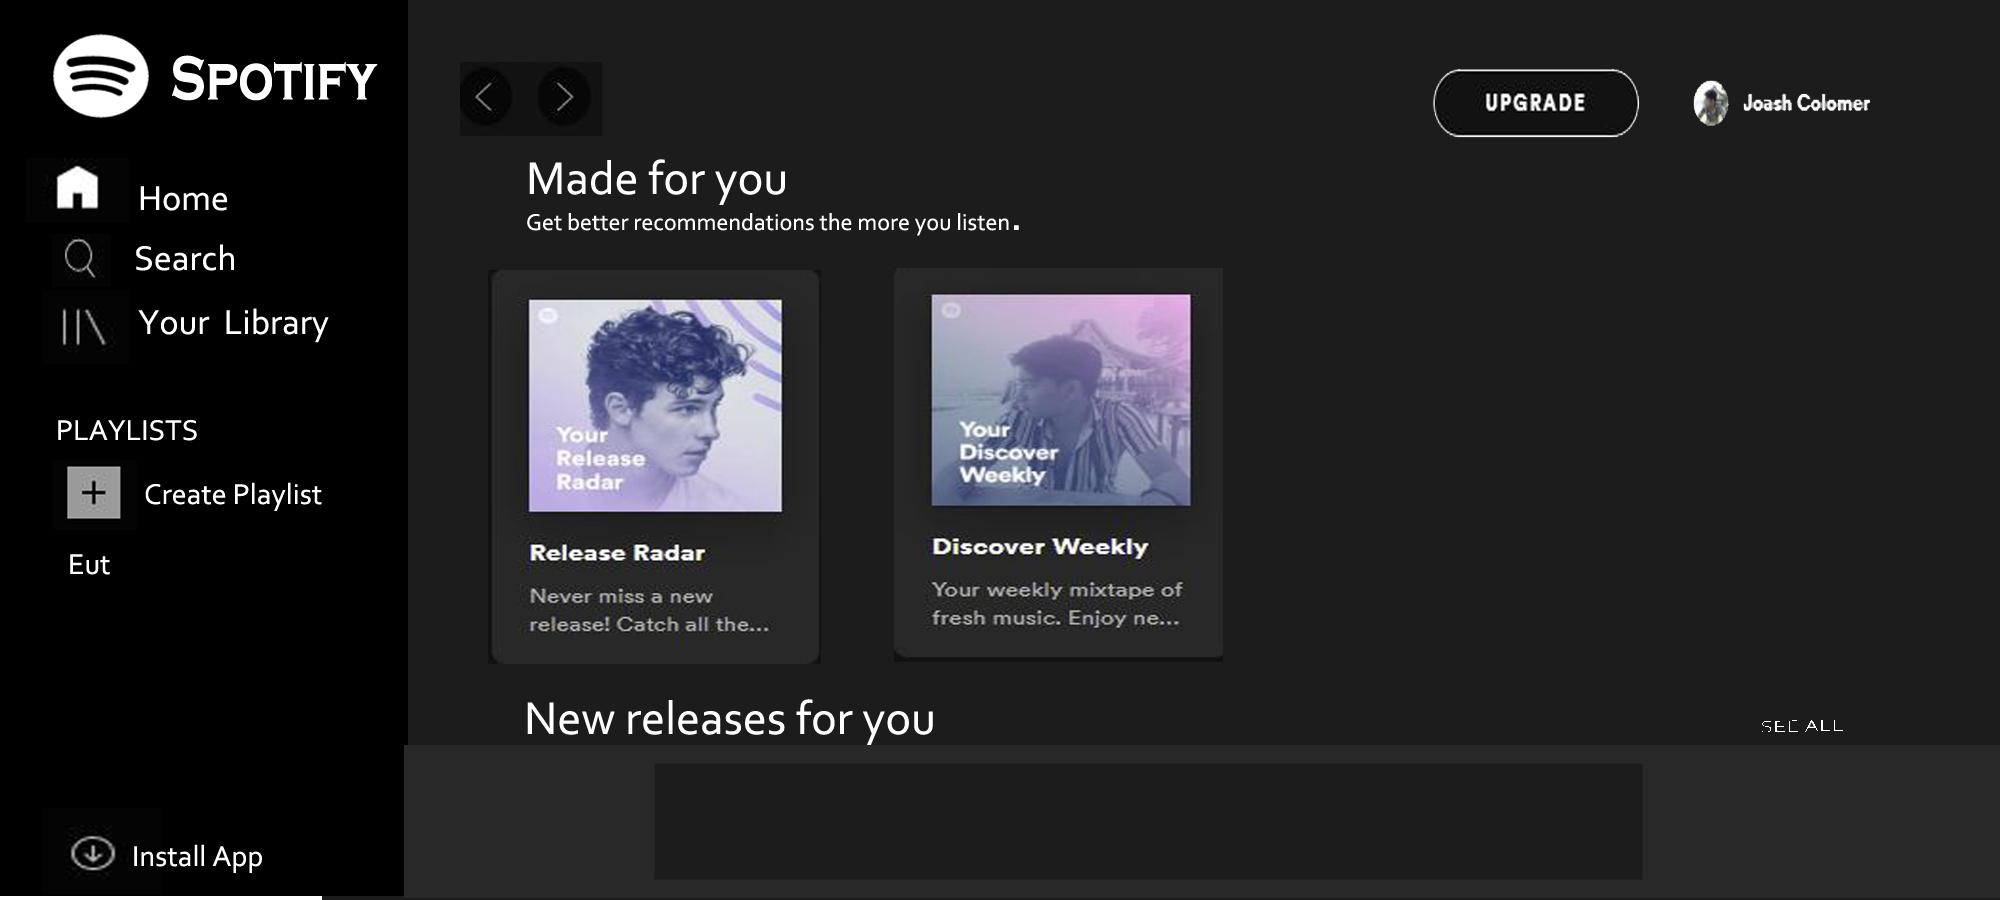 SPOTIFY
Home
Search
Your Library
PLAYLISTS
Create Playlist
Eut
Install App
UPGRADE
Joash Colomer
Made for you
Get better recommendations the more you listen.
Your
Release
Radar
Release Radar
Never miss a new
release! Catch all the...
Your
Discover
Weekly
Discover Weekly
Your weekly mixtape of
fresh music. Enjoy ne...
New releases for you
SEE ALL